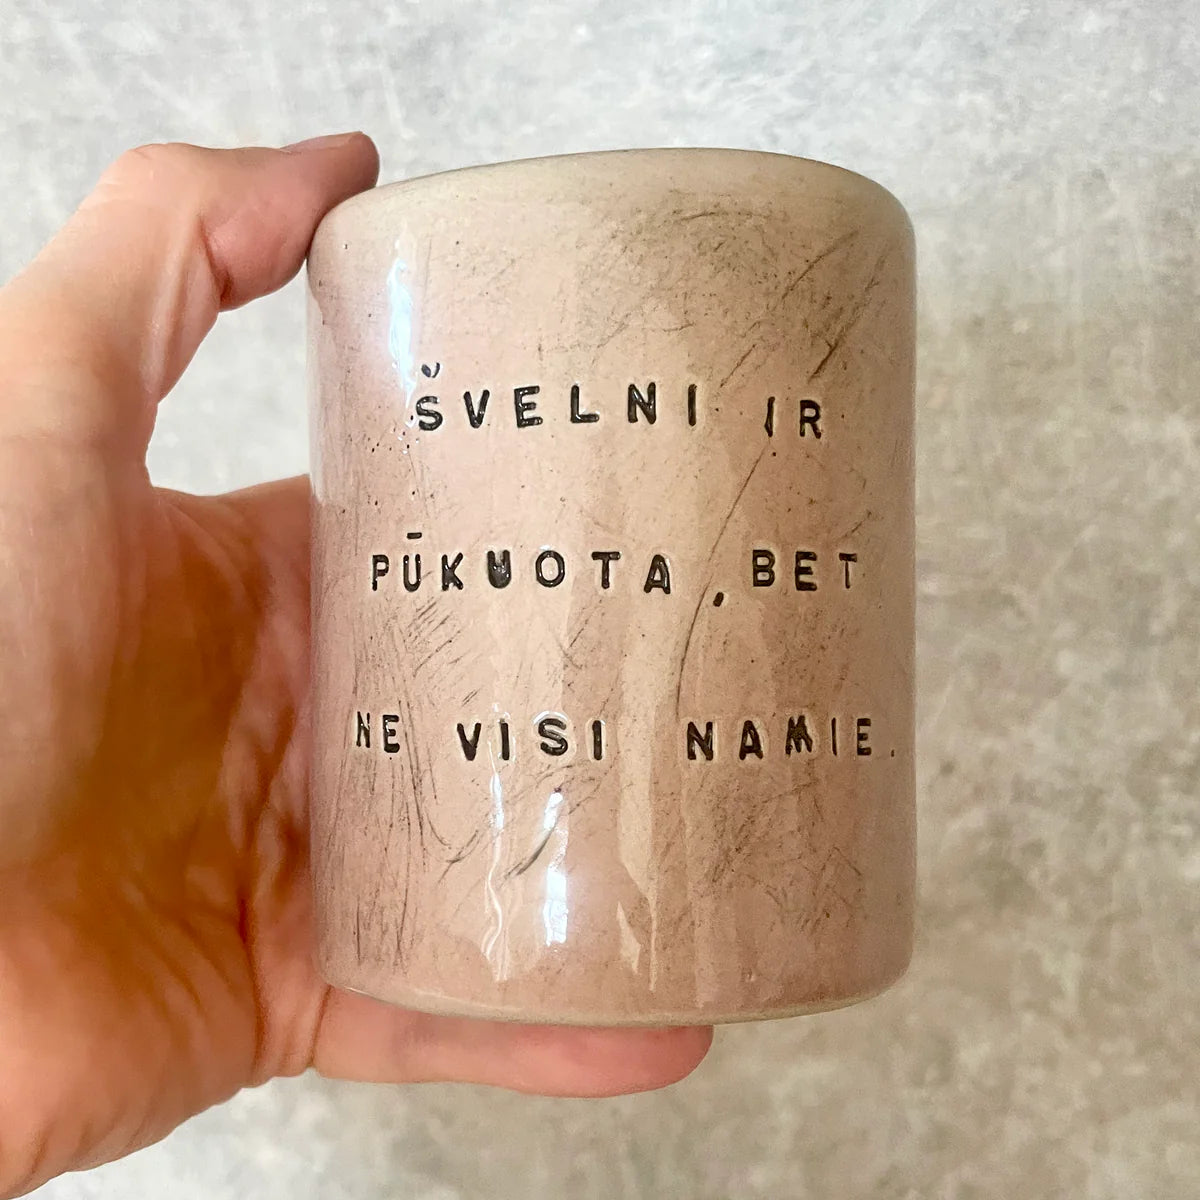 ŠVELNI IR
PŪKUOTA, BET
NE VISI NAMIE.